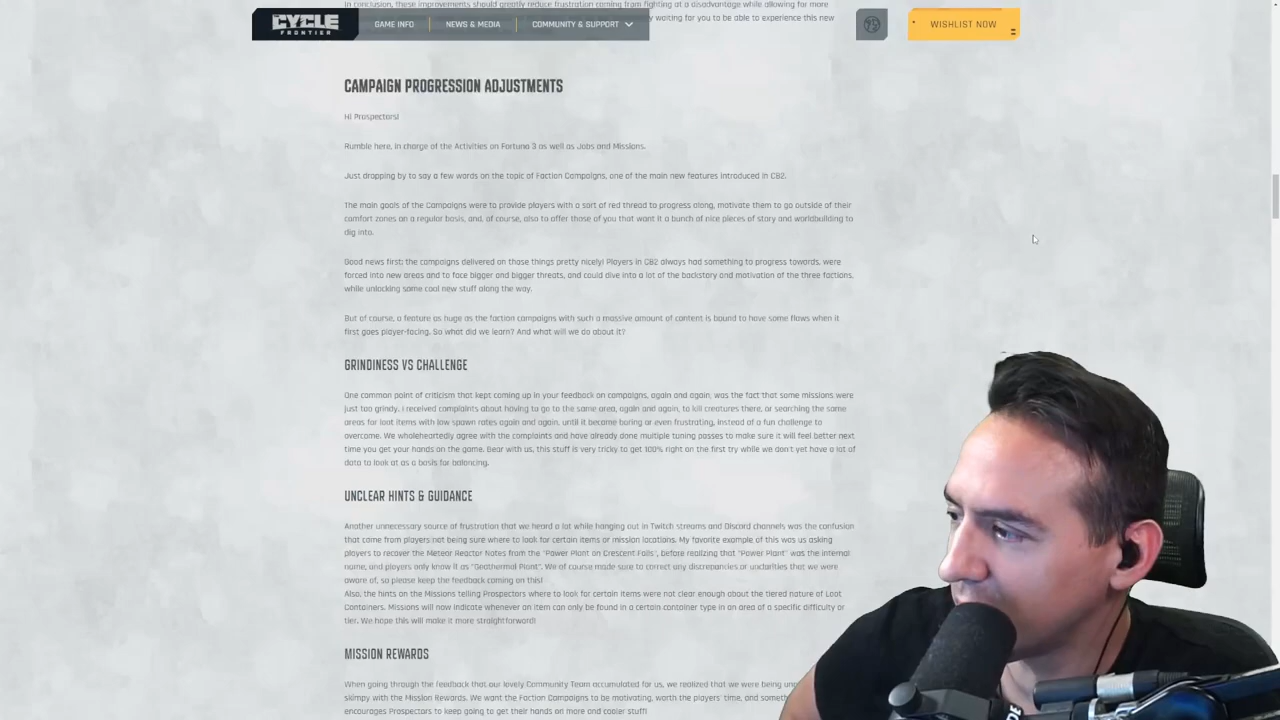 In conclusion, these improvements should greatly reduce frustration coming from fighting at a disadvantage while allowing for more
y waiting for you to be able to experience this new
THE CYCLE
FRONTIER
GAME INFO
NEWS & MEDIA
COMMUNITY & SUPPORT
WISHLIST NOW
CAMPAIGN PROGRESSION ADJUSTMENTS
Hi Prospectors!
Rumble here, in charge of the Activities on Fortuna 3 as well as Jobs and Missions.
Just dropping by to say a few words on the topic of Faction Campaigns, one of the main new features introduced in CB2.
The main goals of the Campaigns were to provide players with a sort of red thread to progress along, motivate them to go outside of their
comfort zones on a regular basis, and, of course, also to offer those of you that want it a bunch of nice pieces of story and worldbuilding to
dig into.
Good news first: the campaigns delivered on those things pretty nicely! Players in CB2 always had something to progress towards, were
forced into new areas and to face bigger and bigger threats, and could dive into a lot of the backstory and motivation of the three factions,
while unlocking some cool new stuff along the way.
But of course, a feature as huge as the faction campaigns with such a massive amount of content is bound to have some flaws when it
first goes player-facing. So what did we learn? And what will we do about it?
GRINDINESS VS CHALLENGE
One common point of criticism that kept coming up in your feedback on campaigns, again and again, was the fact that some missions were
just too grindy. I received complaints about having to go to the same area, again and again, to kill creatures there, or searching the same
areas for loot items with low spawn rates again and again, until it became boring or even frustrating, instead of a fun challenge to
overcome. We wholeheartedly agree with the complaints and have already done multiple tuning passes to make sure it will feel better next
time you get your hands on the game. Bear with us, this stuff is very tricky to get 100% right on the first try while we don't yet have a lot of
data to look at as a basis for balancing.
UNCLEAR HINTS & GUIDANCE
Another unnecessary source of frustration that we heard a lot while hanging out in Twitch streams and Discord channels was the confusion
that came from players not being sure where to look for certain items or mission locations. My favorite example of this was us asking
players to recover the Meteor Reactor Notes from the "Power Plant on Crescent Falls", before realizing that "Power Plant" was the internal
name, and players only know it as "Geothermal Plant". We of course made sure to correct any discrepancies or unclarities that we were
aware of, so please keep the feedback coming on this!
Also, the hints on the Missions telling Prospectors where to look for certain items were not clear enough about the tiered nature of Loot
Containers. Missions will now indicate whenever an item can only be found in a certain container type in an area of a specific difficulty or
tier. We hope this will make it more straightforward!
MISSION REWARDS
When going through the feedback that our lovely Community Team accumulated for us, we realized that we were being un
skimpy with the Mission Rewards. We want the Faction Campaigns to be motivating, worth the players' time, and someth
encourages Prospectors to keep going to get their hands on more and cooler stuff!